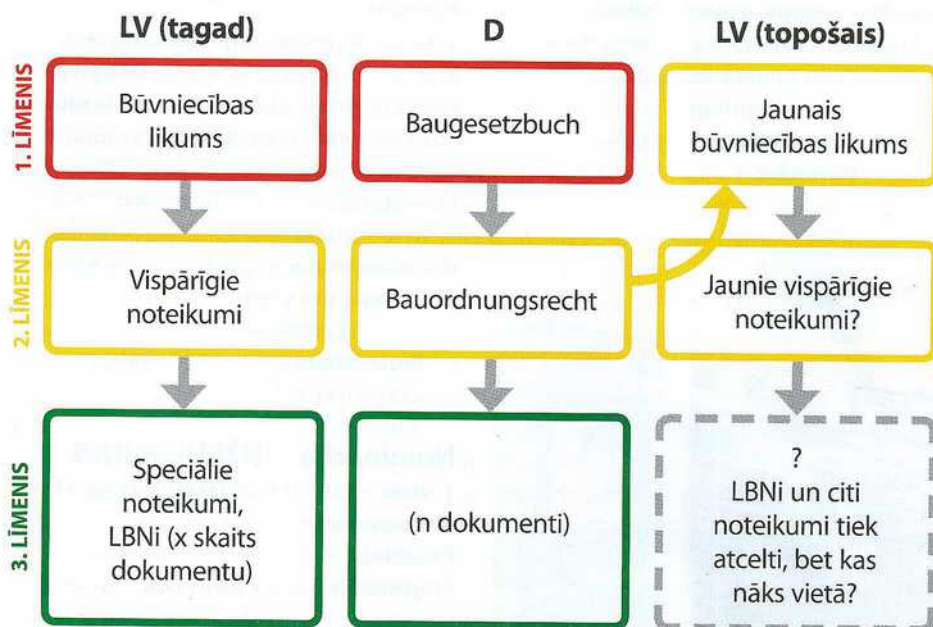 LV (tagad)
D
LV (topošais)
1. LĪMENIS
Būvniecības
likums
Baugesetzbuch
Jaunais
būvniecības likums
2. LĪMENIS
Vispārīgie
noteikumi
Bauordnungsrecht
Jaunie vispārīgie
noteikumi?
3. LĪMENIS
Speciālie
noteikumi,
LBNi (x skaits
dokumentu)
(n dokumenti)
?
LBNi un citi
noteikumi tiek
atcelti, bet kas
nāks vietā?